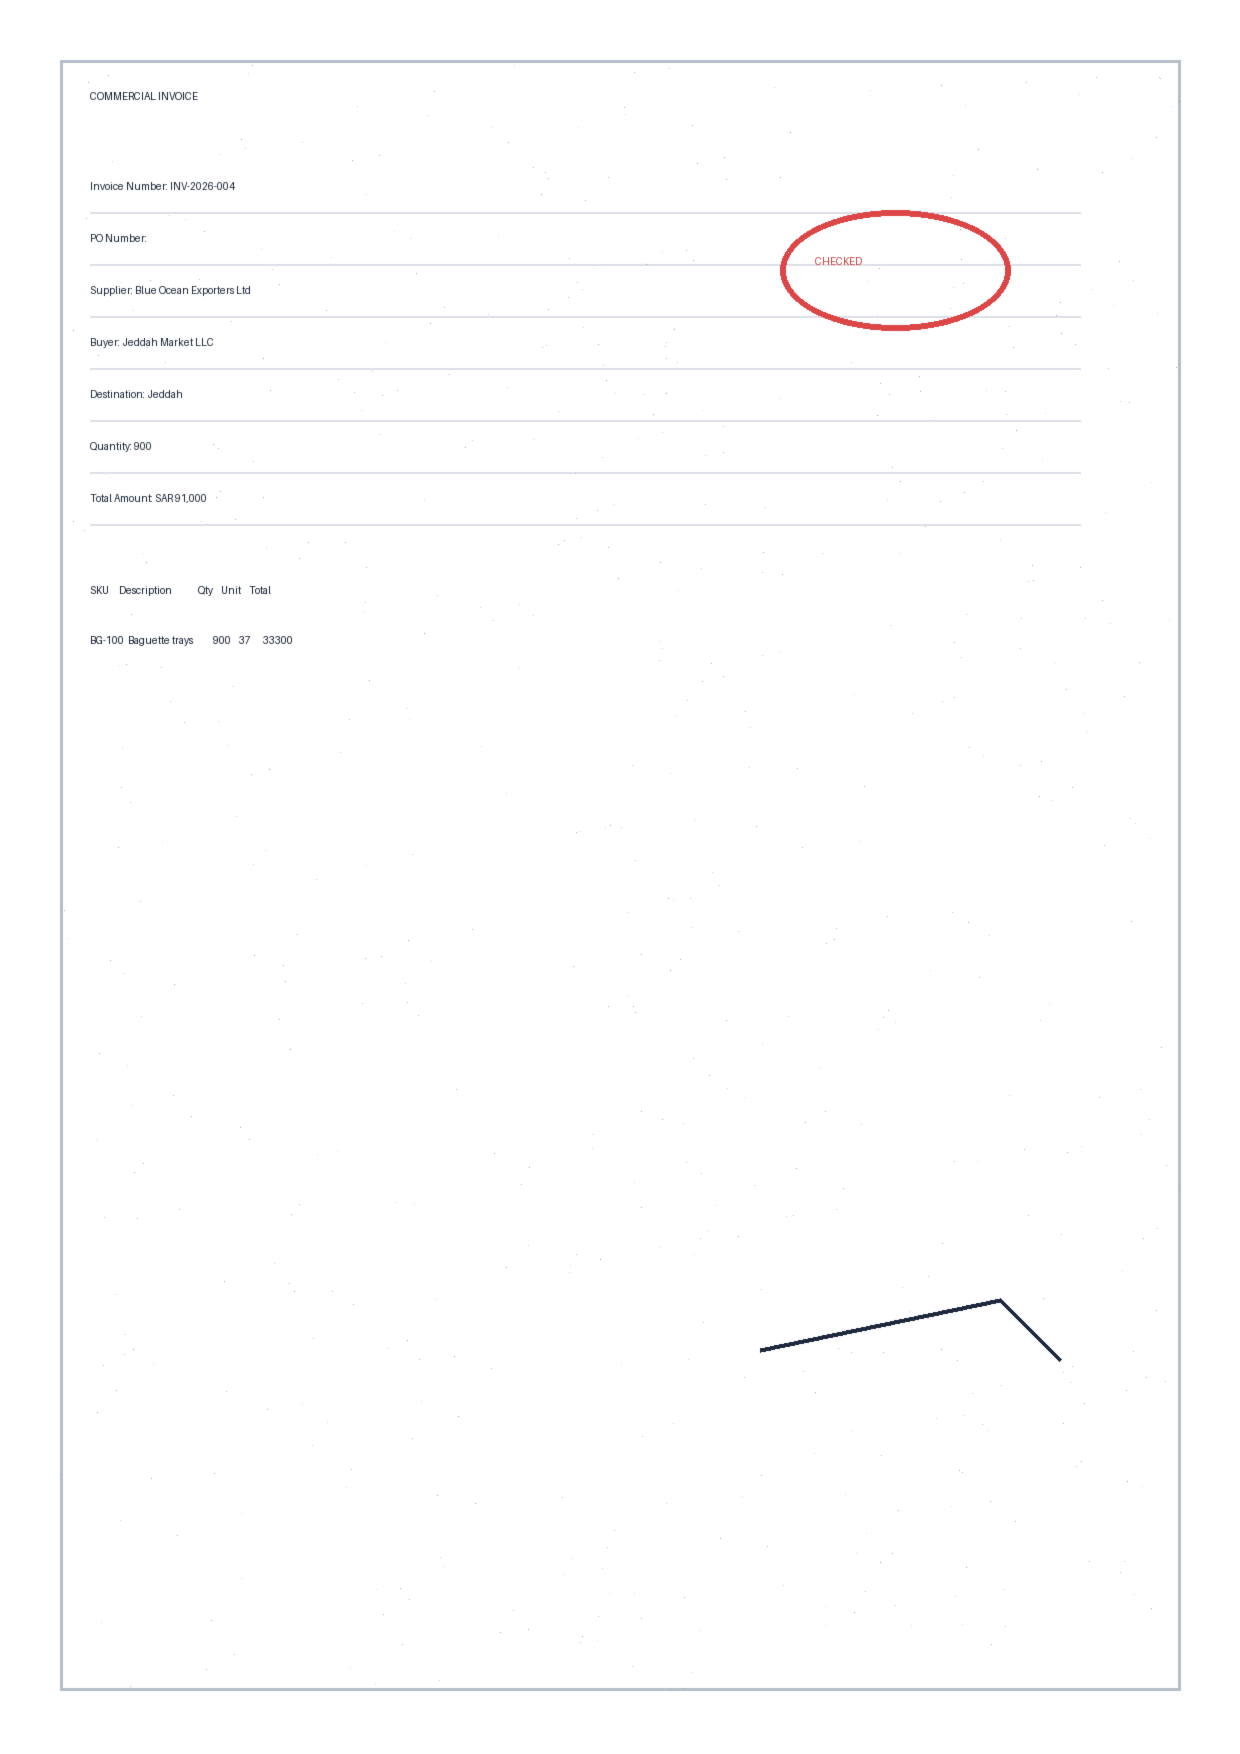 COMMERCIAL INVOICE
Invoice Number: INV-2026-004
PO Number:
CHECKED
Supplier: Blue Ocean Exporters Ltd
Buyer: Jeddah Market LLC
Destination: Jeddah
Quantity: 900
Total Amount: SAR 91,000
SKU Description Qty Unit Total
BG-100 Baguette trays 900 37 33300